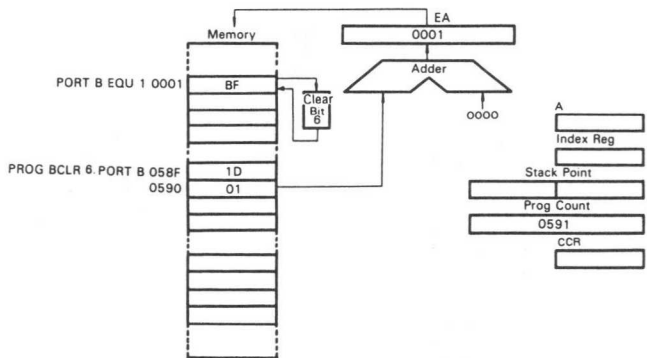 EA
Memory
0001
Adder
PORT B EQU 1 0001 BF
Clear
Bit
6
0000
A
Index Reg
PROG BCLR 6. PORT B 058F 1D
Stack Point
0590 01
Prog Count
0591
CCR